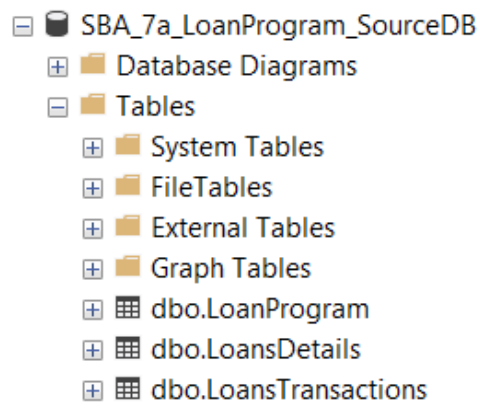 SBA_7a_LoanProgram_SourceDB
Database Diagrams
Tables
System Tables
FileTables
External Tables
Graph Tables
dbo.LoanProgram
dbo.LoansDetails
dbo.LoansTransactions